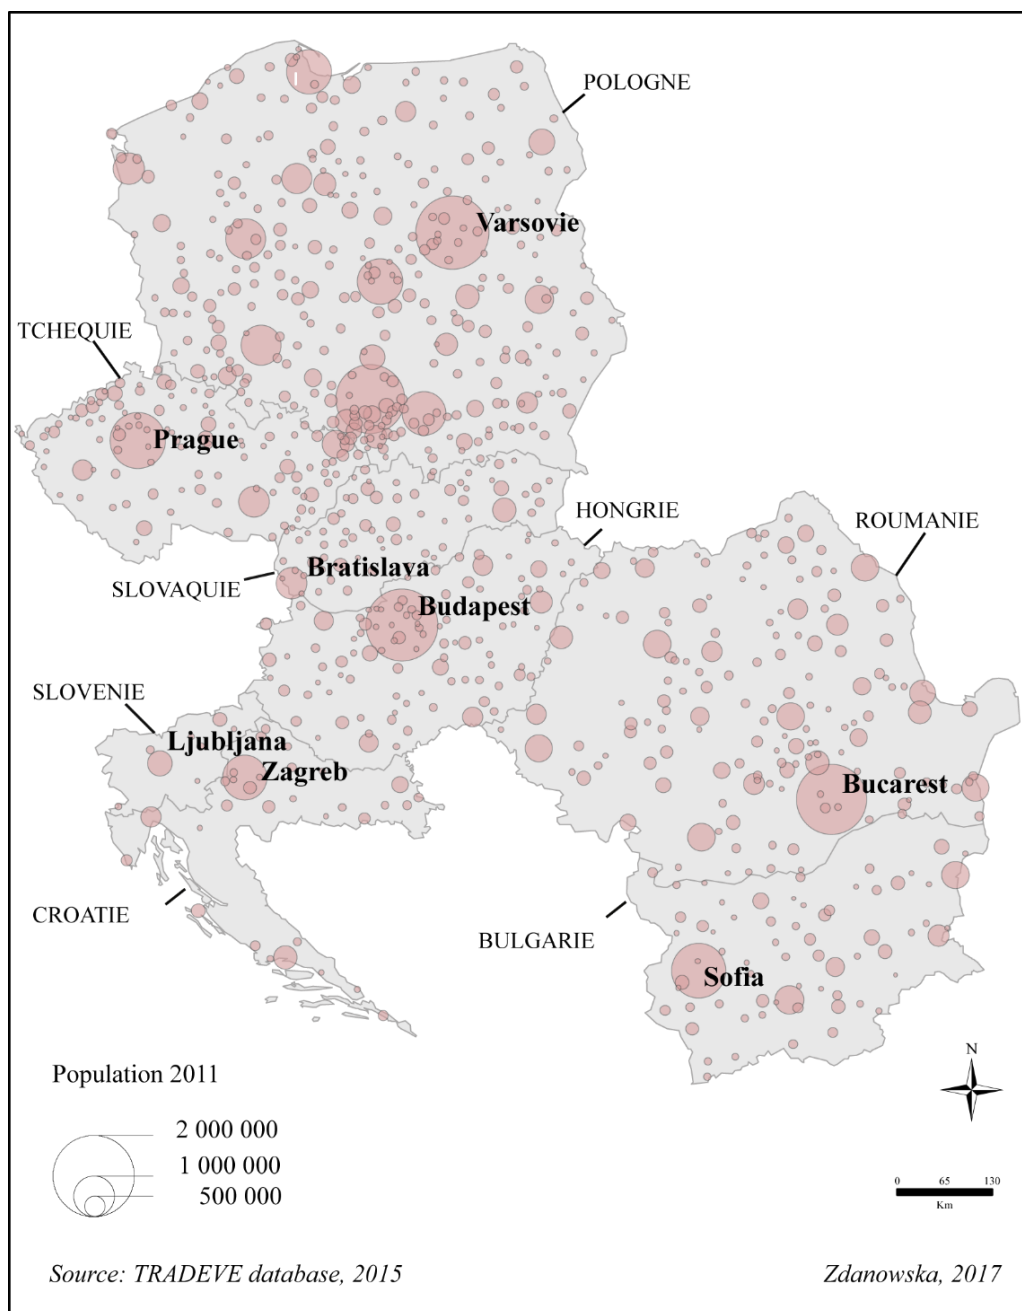 POLOGNE
Varsovie
TCHEQUIE
Prague
HONGRIE
ROUMANIE
Bratislava
SLOVAQUIE
Budapest
SLOVENIE
Ljubljana
Zagreb
Bucarest
CROATIE
BULGARIE
Sofia
Population 2011
2 000 000
1 000 000
500 000
N
0 65 130
Km
Source: TRADEVE database, 2015
Zdanowska, 2017